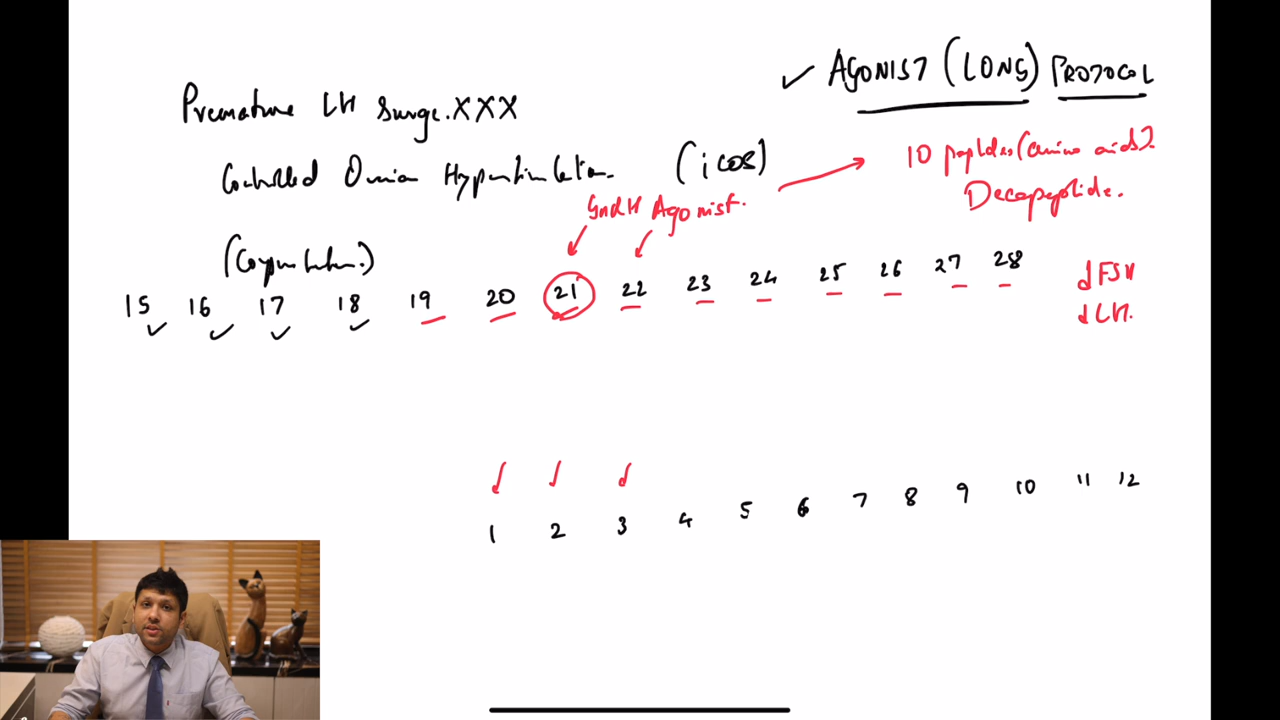 ✓ AGONIST (LONG) PROTOCOL
Premature LH surge. XXX
10 peptides (amino acids).
Controlled Ovarian Hyperstimulation. (icos)
Decapeptide.
GnRH Agonist.
15 16 17 18 19 20 21 22 23 24 25 26 27 28
↓FSH
↓LH.
1 2 3 4 5 6 7 8 9 10 11 12